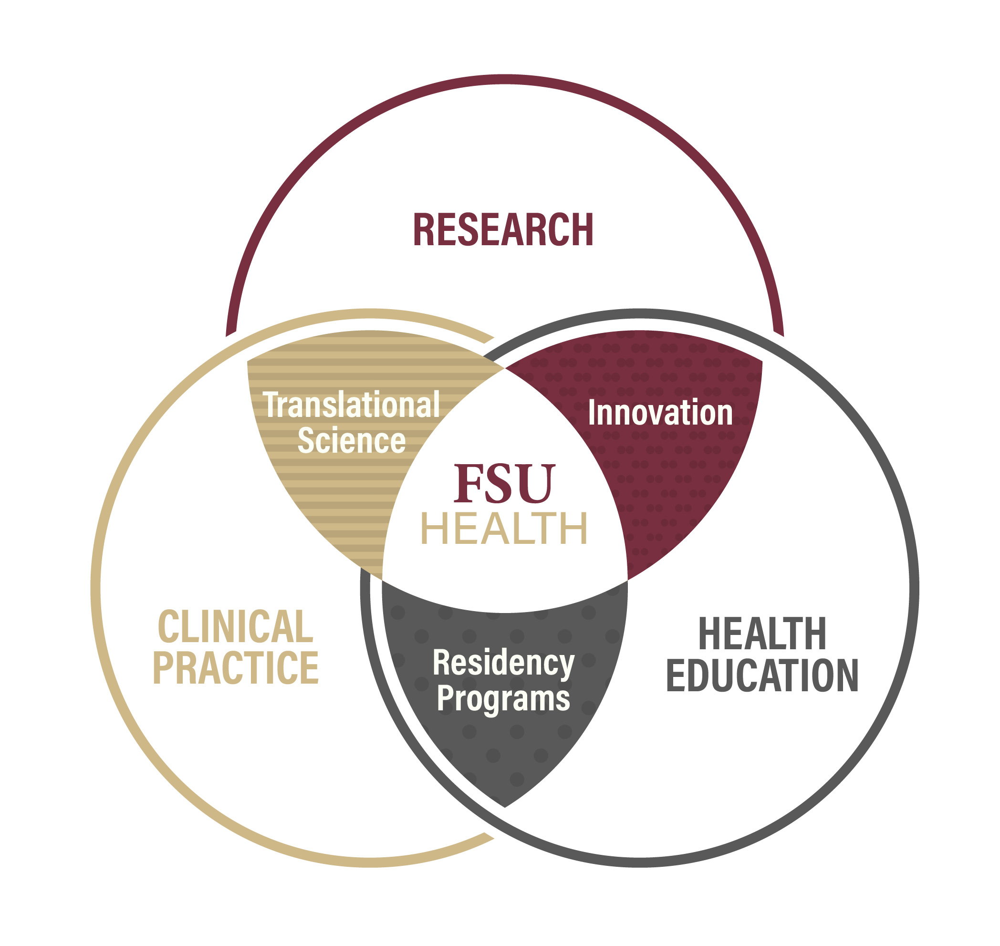 RESEARCH
Translational
Science
Innovation
FSU
HEALTH
CLINICAL
PRACTICE
HEALTH
EDUCATION
Residency
Programs